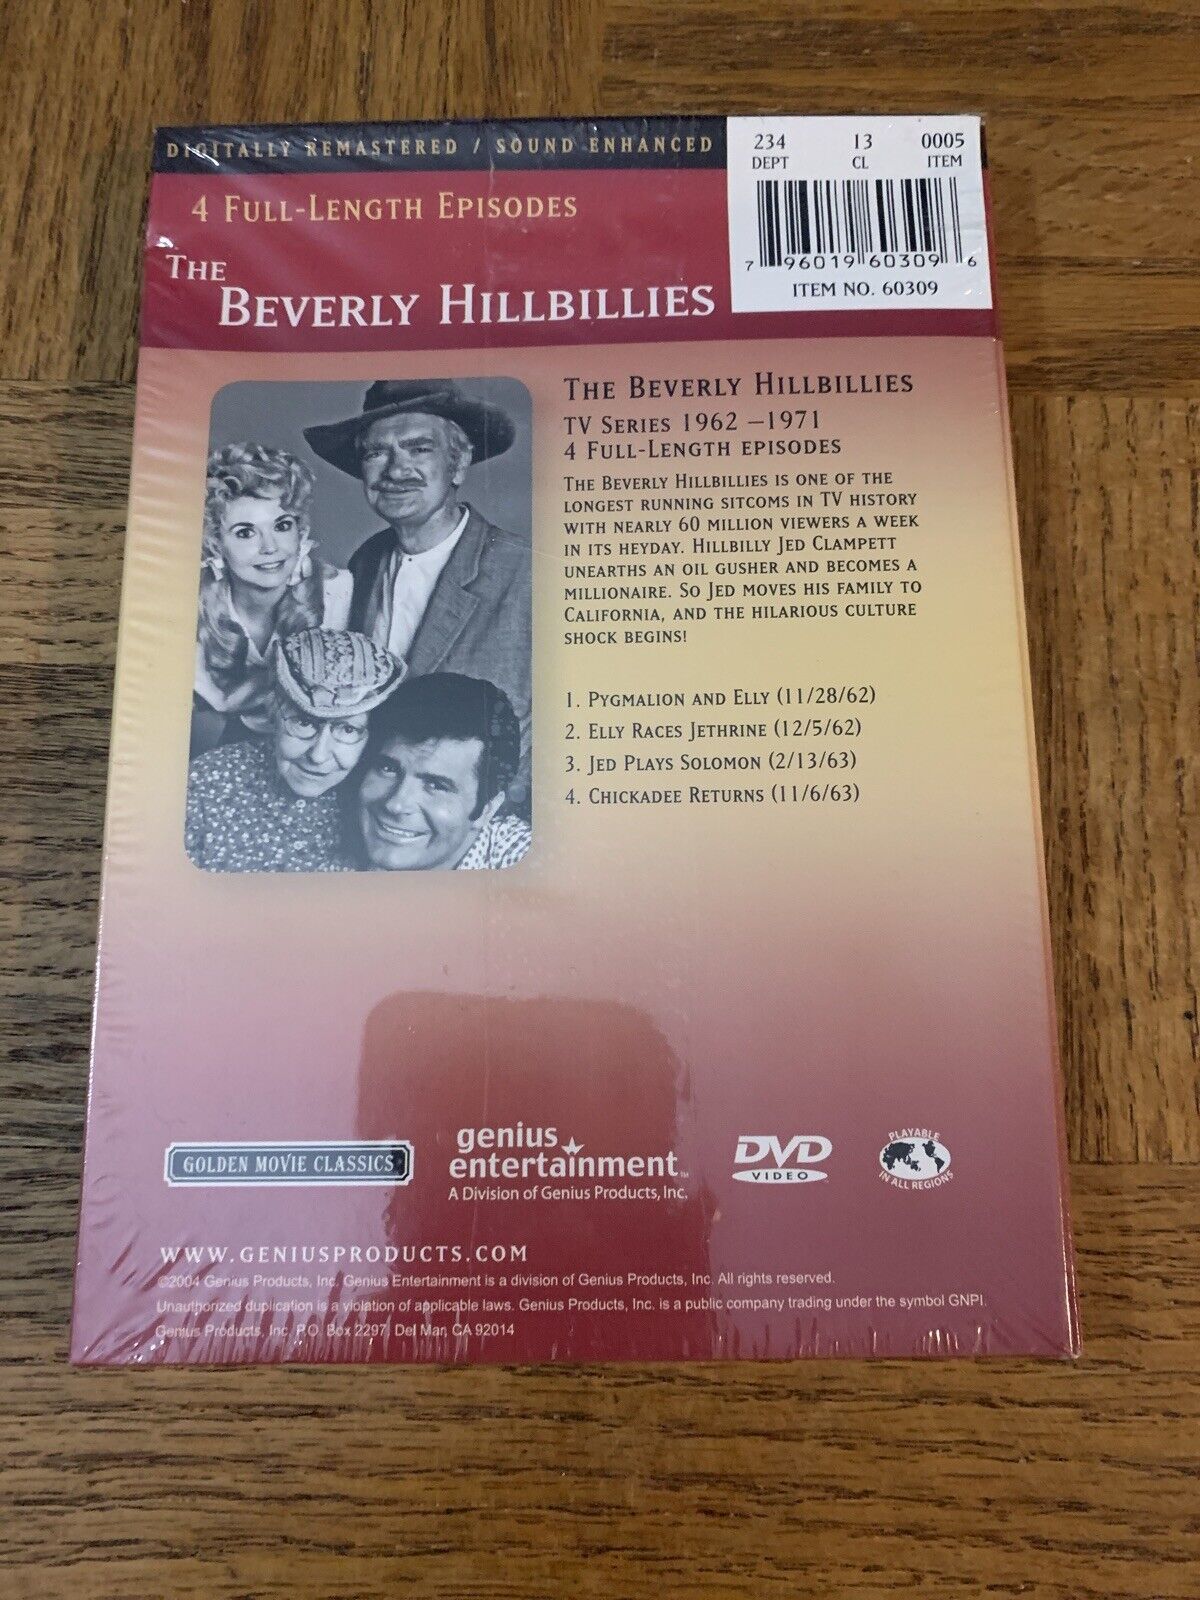 DIGITALLY REMASTERED / SOUND ENHANCED
234 13 0005
DEPT CL ITEM
7 96019 60309 6
ITEM NO. 60309
4 FULL-LENGTH EPISODES
THE
BEVERLY HILLBILLIES
THE BEVERLY HILLBILLIES
TV SERIES 1962 –1971
4 FULL-LENGTH EPISODES
THE BEVERLY HILLBILLIES IS ONE OF THE
LONGEST RUNNING SITCOMS IN TV HISTORY
WITH NEARLY 60 MILLION VIEWERS A WEEK
IN ITS HEYDAY. HILLBILLY JED CLAMPETT
UNEARTHS AN OIL GUSHER AND BECOMES A
MILLIONAIRE. SO JED MOVES HIS FAMILY TO
CALIFORNIA, AND THE HILARIOUS CULTURE
SHOCK BEGINS!
1. PYGMALION AND ELLY (11/28/62)
2. ELLY RACES JETHRINE (12/5/62)
3. JED PLAYS SOLOMON (2/13/63)
4. CHICKADEE RETURNS (11/6/63)
GOLDEN MOVIE CLASSICS
genius
entertainment™
A Division of Genius Products, Inc.
DVD
VIDEO
PLAYABLE
IN ALL REGIONS
WWW.GENIUSPRODUCTS.COM
©2004 Genius Products, Inc. Genius Entertainment is a division of Genius Products, Inc. All rights reserved.
Unauthorized duplication is a violation of applicable laws. Genius Products, Inc. is a public company trading under the symbol GNPI.
Genius Products, Inc. P.O. Box 2297, Del Mar, CA 92014